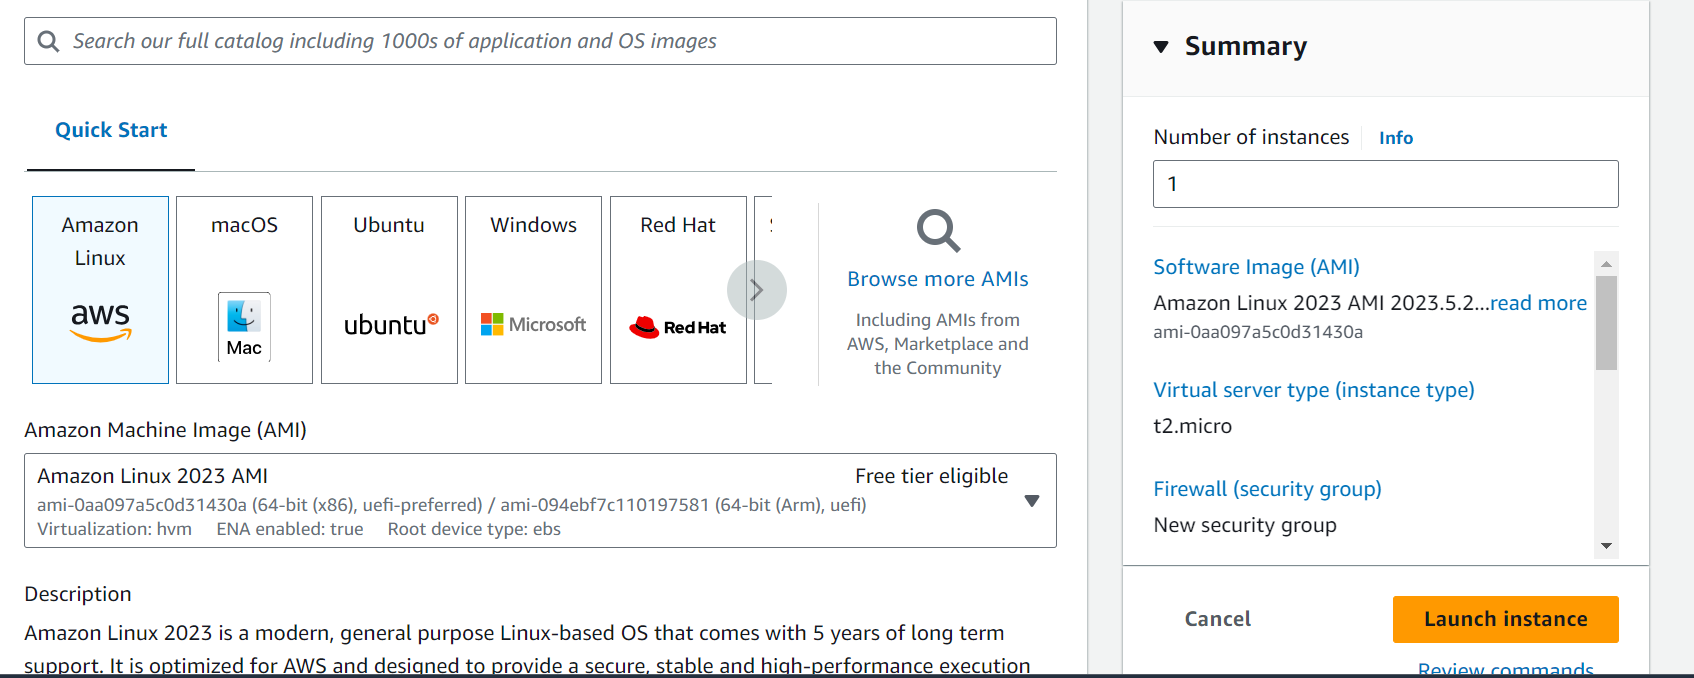 Search our full catalog including 1000s of application and OS images
Quick Start
Amazon
Linux
aws
macOS
Mac
Ubuntu
ubuntu
Windows
Microsoft
Red Hat
Red Hat
Browse more AMIs
Including AMIs from
AWS, Marketplace and
the Community
Amazon Machine Image (AMI)
Amazon Linux 2023 AMI
Free tier eligible
ami-0aa097a5c0d31430a (64-bit (x86), uefi-preferred) / ami-094ebf7c110197581 (64-bit (Arm), uefi)
Virtualization: hvm ENA enabled: true Root device type: ebs
Description
Amazon Linux 2023 is a modern, general purpose Linux-based OS that comes with 5 years of long term
support. It is optimized for AWS and designed to provide a secure, stable and high-performance execution
Summary
Number of instances Info
1
Software Image (AMI)
Amazon Linux 2023 AMI 2023.5.2...read more
ami-0aa097a5c0d31430a
Virtual server type (instance type)
t2.micro
Firewall (security group)
New security group
Cancel
Launch instance
Review commands